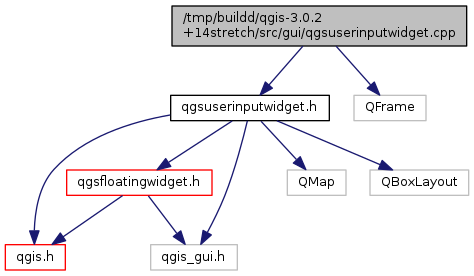 /tmp/buildd/qgis-3.0.2
+14stretch/src/gui/qgsuserinputwidget.cpp
qgsuserinputwidget.h
QFrame
qgsfloatingwidget.h
QMap
QBoxLayout
qgis.h
qgis_gui.h